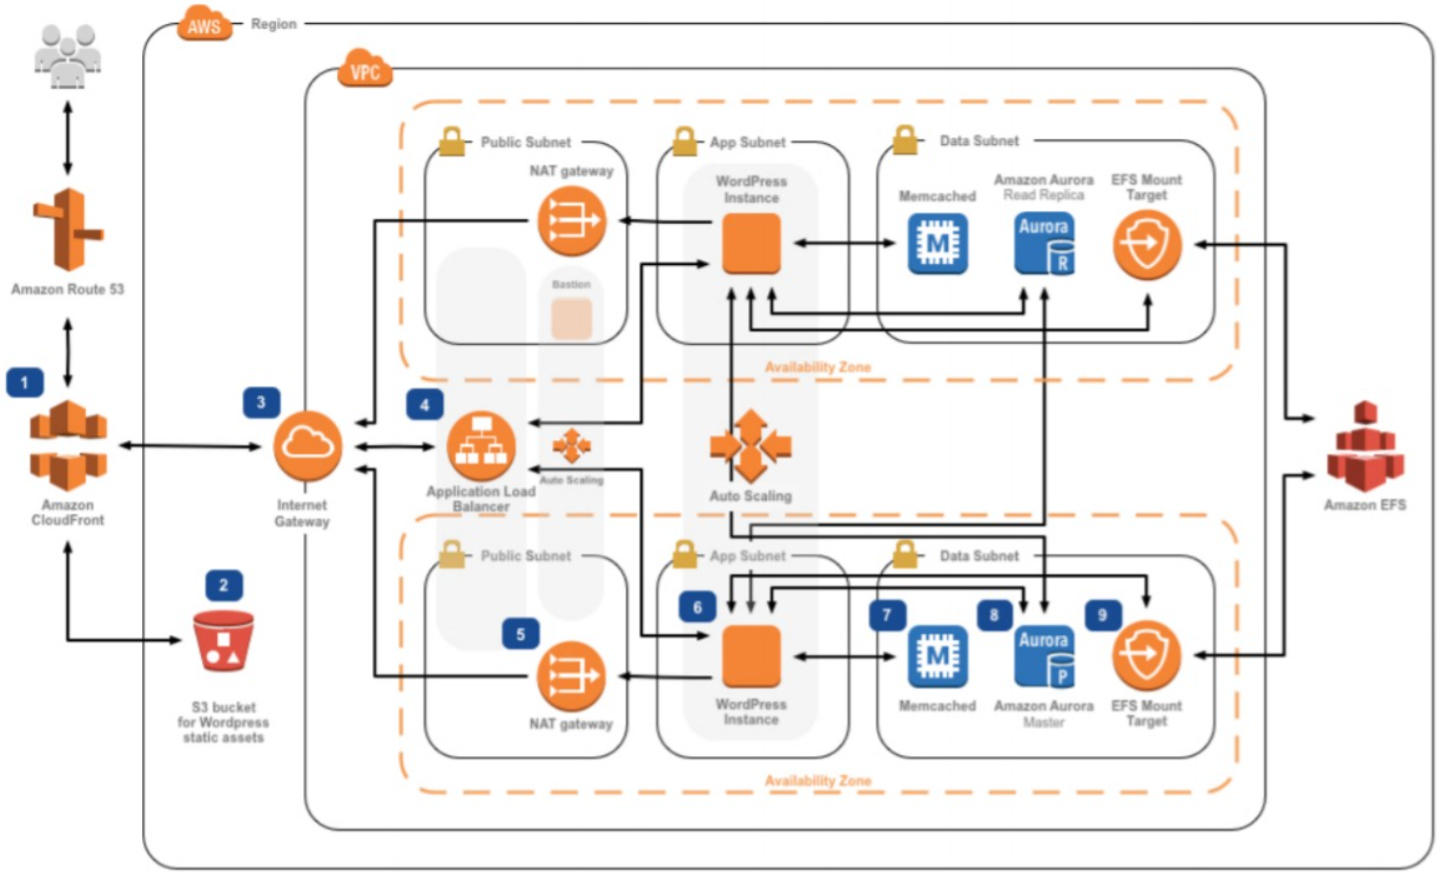 AWS
Region
VPC
Public Subnet
App Subnet
Data Subnet
NAT gateway
WordPress
Instance
Memcached
Amazon Aurora
Read Replica
EFS Mount
Target
Aurora
M
R
Bastion
Amazon Route 53
Availability Zone
1
3
4
Amazon
CloudFront
Internet
Gateway
Application Load
Balancer
Auto Scaling
Auto Scaling
Amazon EFS
2
S3 bucket
for Wordpress
static assets
Public Subnet
App Subnet
Data Subnet
5
6
7
8
9
M
Aurora
P
NAT gateway
WordPress
Instance
Memcached
Amazon Aurora
Master
EFS Mount
Target
Availability Zone